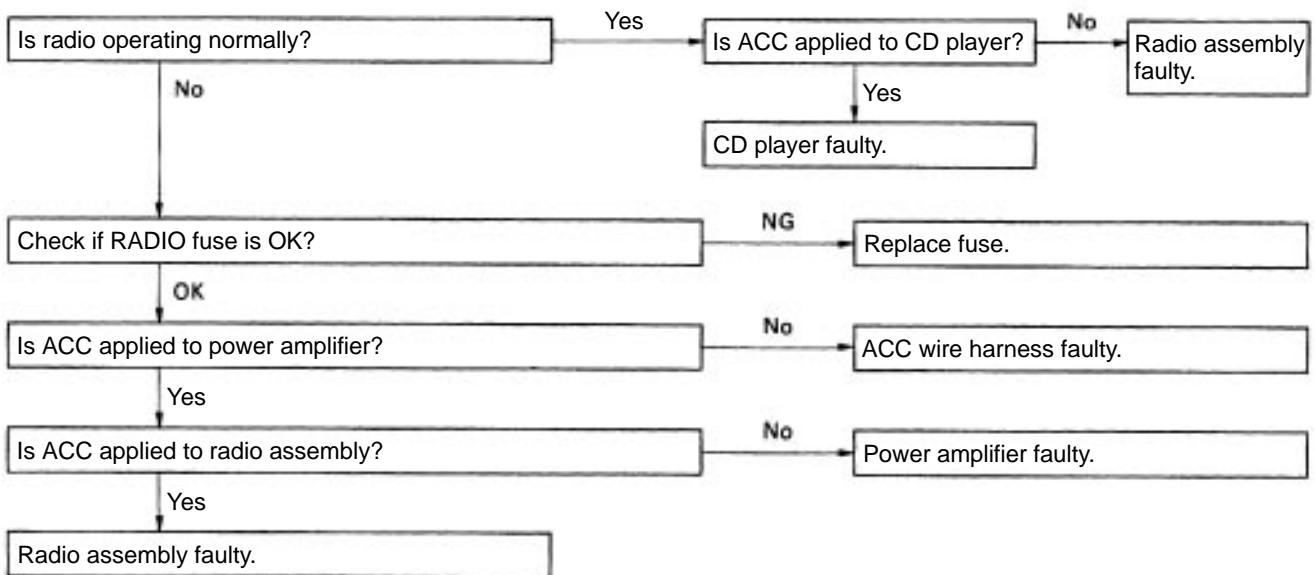 Is radio operating normally?
Yes
Is ACC applied to CD player?
No
Radio assembly
faulty.
No
Yes
CD player faulty.
Check if RADIO fuse is OK?
NG
Replace fuse.
OK
Is ACC applied to power amplifier?
No
ACC wire harness faulty.
Yes
Is ACC applied to radio assembly?
No
Power amplifier faulty.
Yes
Radio assembly faulty.